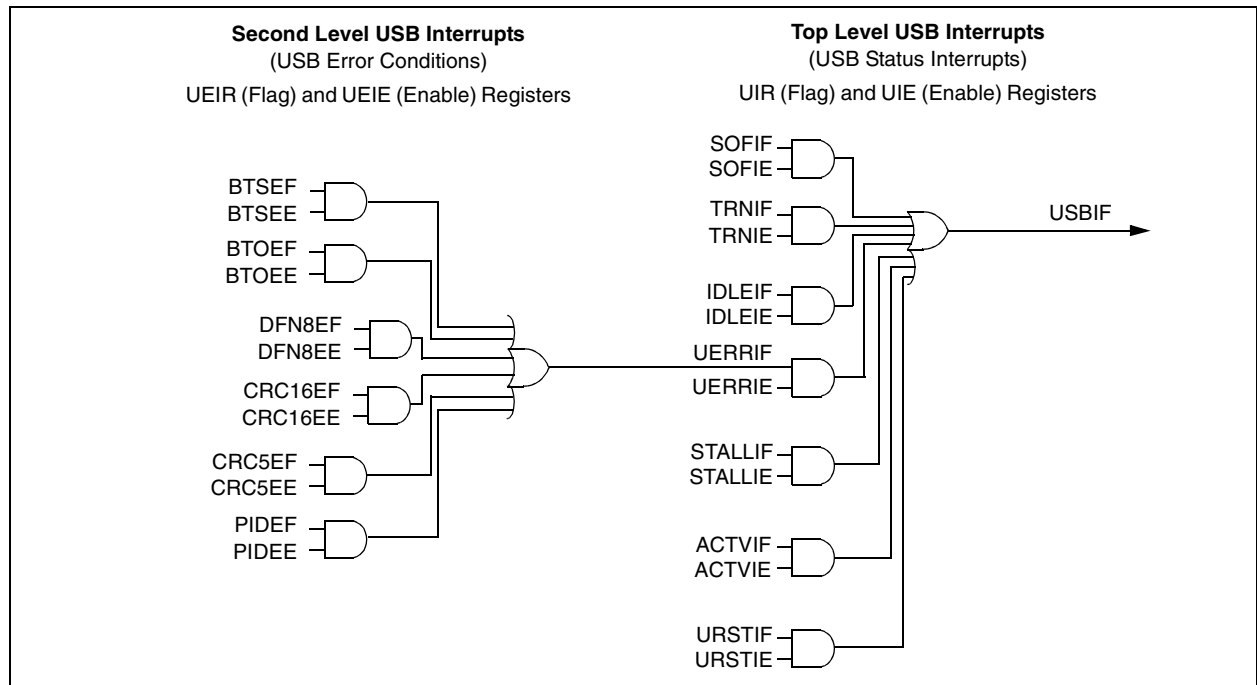 Second Level USB Interrupts
(USB Error Conditions)
UEIR (Flag) and UEIE (Enable) Registers
BTSEF
BTSEE
BTOEF
BTOEE
DFN8EF
DFN8EE
CRC16EF
CRC16EE
CRC5EF
CRC5EE
PIDEF
PIDEE
Top Level USB Interrupts
(USB Status Interrupts)
UIR (Flag) and UIE (Enable) Registers
SOFIF
SOFIE
TRNIF
TRNIE
IDLEIF
IDLEIE
UERRIF
UERRIE
STALLIF
STALLIE
ACTVIF
ACTVIE
URSTIF
URSTIE
USBIF